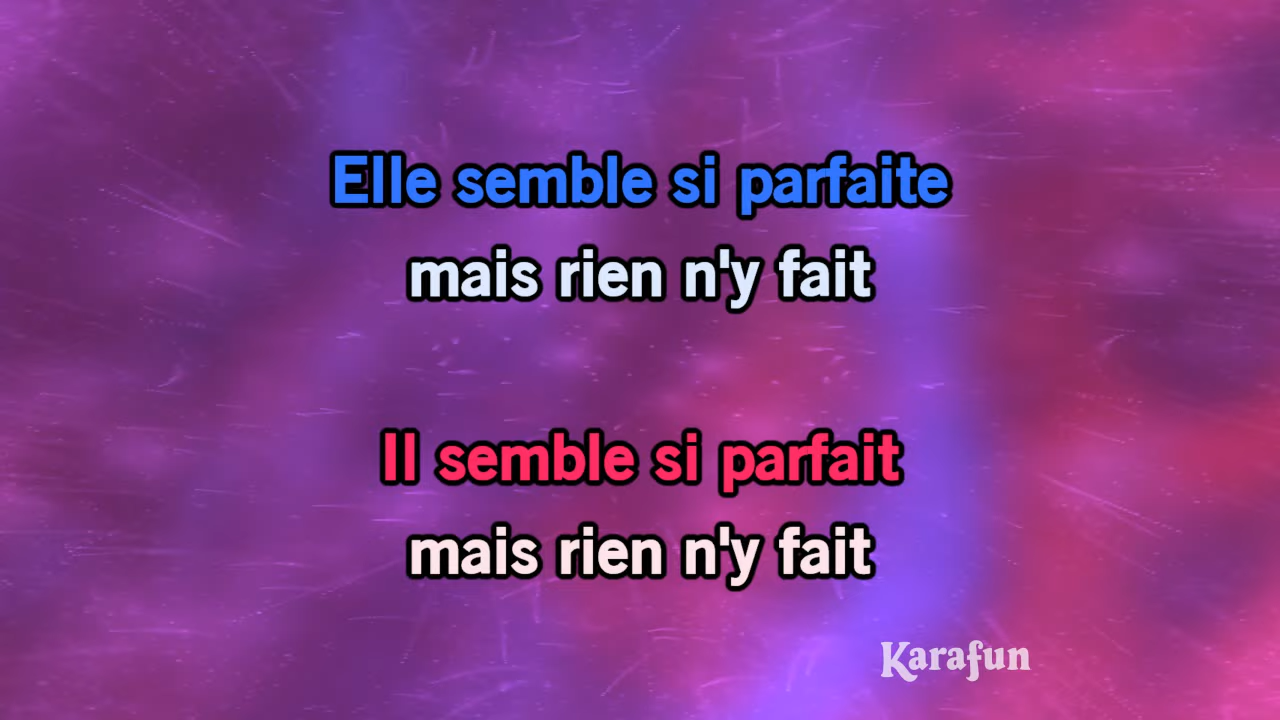 Elle semble si parfaite
mais rien n'y fait
Il semble si parfait
mais rien n'y fait
Karafun